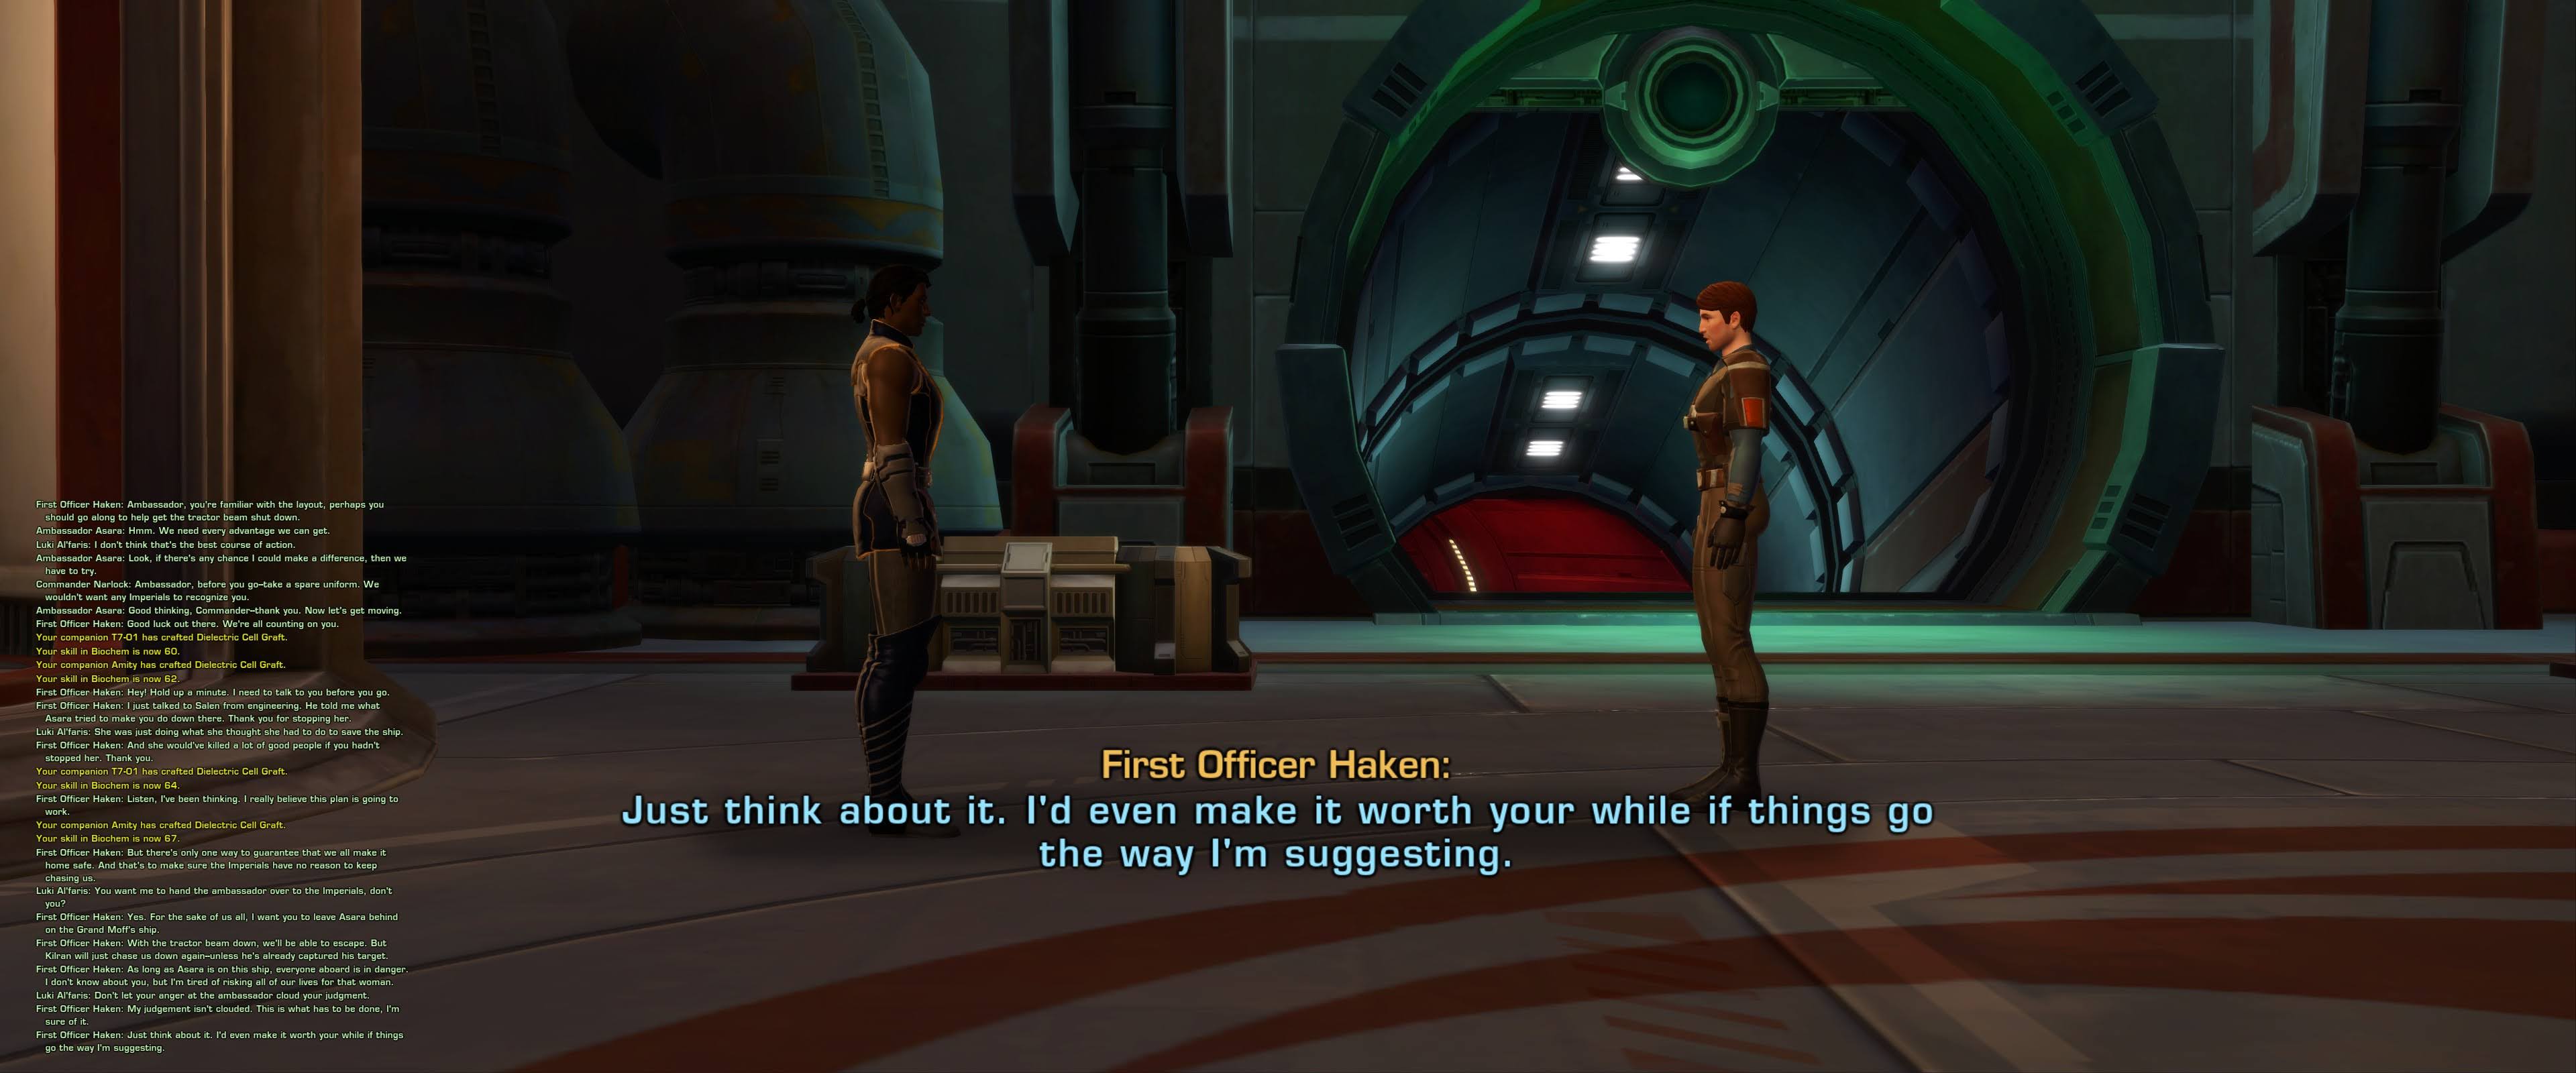 First Officer Haken: Ambassador, you're familiar with the layout, perhaps you
should go along to help get the tractor beam shut down.
Ambassador Asara: Hmm. We need every advantage we can get.
Luki Al'faris: I don't think that's the best course of action.
Ambassador Asara: Look, if there's any chance I could make a difference, then we
have to try.
Commander Narlock: Ambassador, before you go—take a spare uniform. We
wouldn't want any Imperials to recognize you.
Ambassador Asara: Good thinking, Commander—thank you. Now let's get moving.
First Officer Haken: Good luck out there. We're all counting on you.
Your companion T7-01 has crafted Dielectric Cell Graft.
Your skill in Biochem is now 60.
Your companion Amity has crafted Dielectric Cell Graft.
Your skill in Biochem is now 62.
First Officer Haken: Hey! Hold up a minute. I need to talk to you before you go.
First Officer Haken: I just talked to Salen from engineering. He told me what
Asara tried to make you do down there. Thank you for stopping her.
Luki Al'faris: She was just doing what she thought she had to do to save the ship.
First Officer Haken: And she would've killed a lot of good people if you hadn't
stopped her. Thank you.
Your companion T7-01 has crafted Dielectric Cell Graft.
Your skill in Biochem is now 64.
First Officer Haken: Listen, I've been thinking. I really believe this plan is going to
work.
Your companion Amity has crafted Dielectric Cell Graft.
Your skill in Biochem is now 67.
First Officer Haken: But there's only one way to guarantee that we all make it
home safe. And that's to make sure the Imperials have no reason to keep
chasing us.
Luki Al'faris: You want me to hand the ambassador over to the Imperials, don't
you?
First Officer Haken: Yes. For the sake of us all, I want you to leave Asara behind
on the Grand Moff's ship.
First Officer Haken: With the tractor beam down, we'll be able to escape. But
Kilran will just chase us down again—unless he's already captured his target.
First Officer Haken: As long as Asara is on this ship, everyone aboard is in danger.
I don't know about you, but I'm tired of risking all of our lives for that woman.
Luki Al'faris: Don't let your anger at the ambassador cloud your judgment.
First Officer Haken: My judgement isn't clouded. This is what has to be done, I'm
sure of it.
First Officer Haken: Just think about it. I'd even make it worth your while if things
go the way I'm suggesting.
First Officer Haken:
Just think about it. I'd even make it worth your while if things go
the way I'm suggesting.